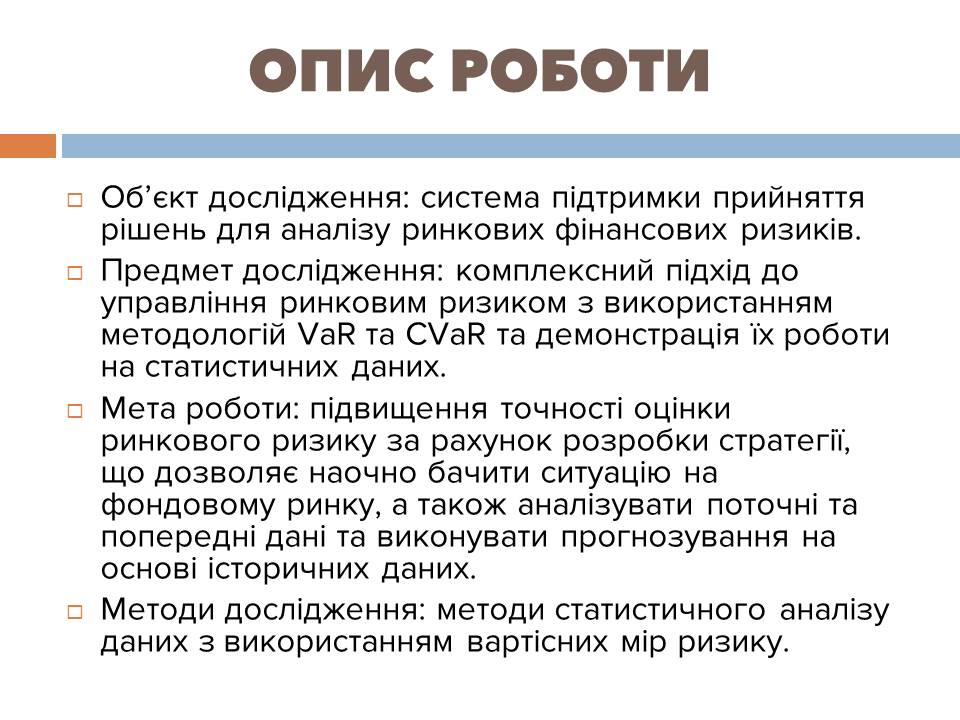 ОПИС РОБОТИ
Об’єкт дослідження: система підтримки прийняття
рішень для аналізу ринкових фінансових ризиків.
Предмет дослідження: комплексний підхід до
управління ринковим ризиком з використанням
методологій VaR та CVaR та демонстрація їх роботи
на статистичних даних.
Мета роботи: підвищення точності оцінки
ринкового ризику за рахунок розробки стратегії,
що дозволяє наочно бачити ситуацію на
фондовому ринку, а також аналізувати поточні та
попередні дані та виконувати прогнозування на
основі історичних даних.
Методи дослідження: методи статистичного аналізу
даних з використанням вартісних мір ризику.